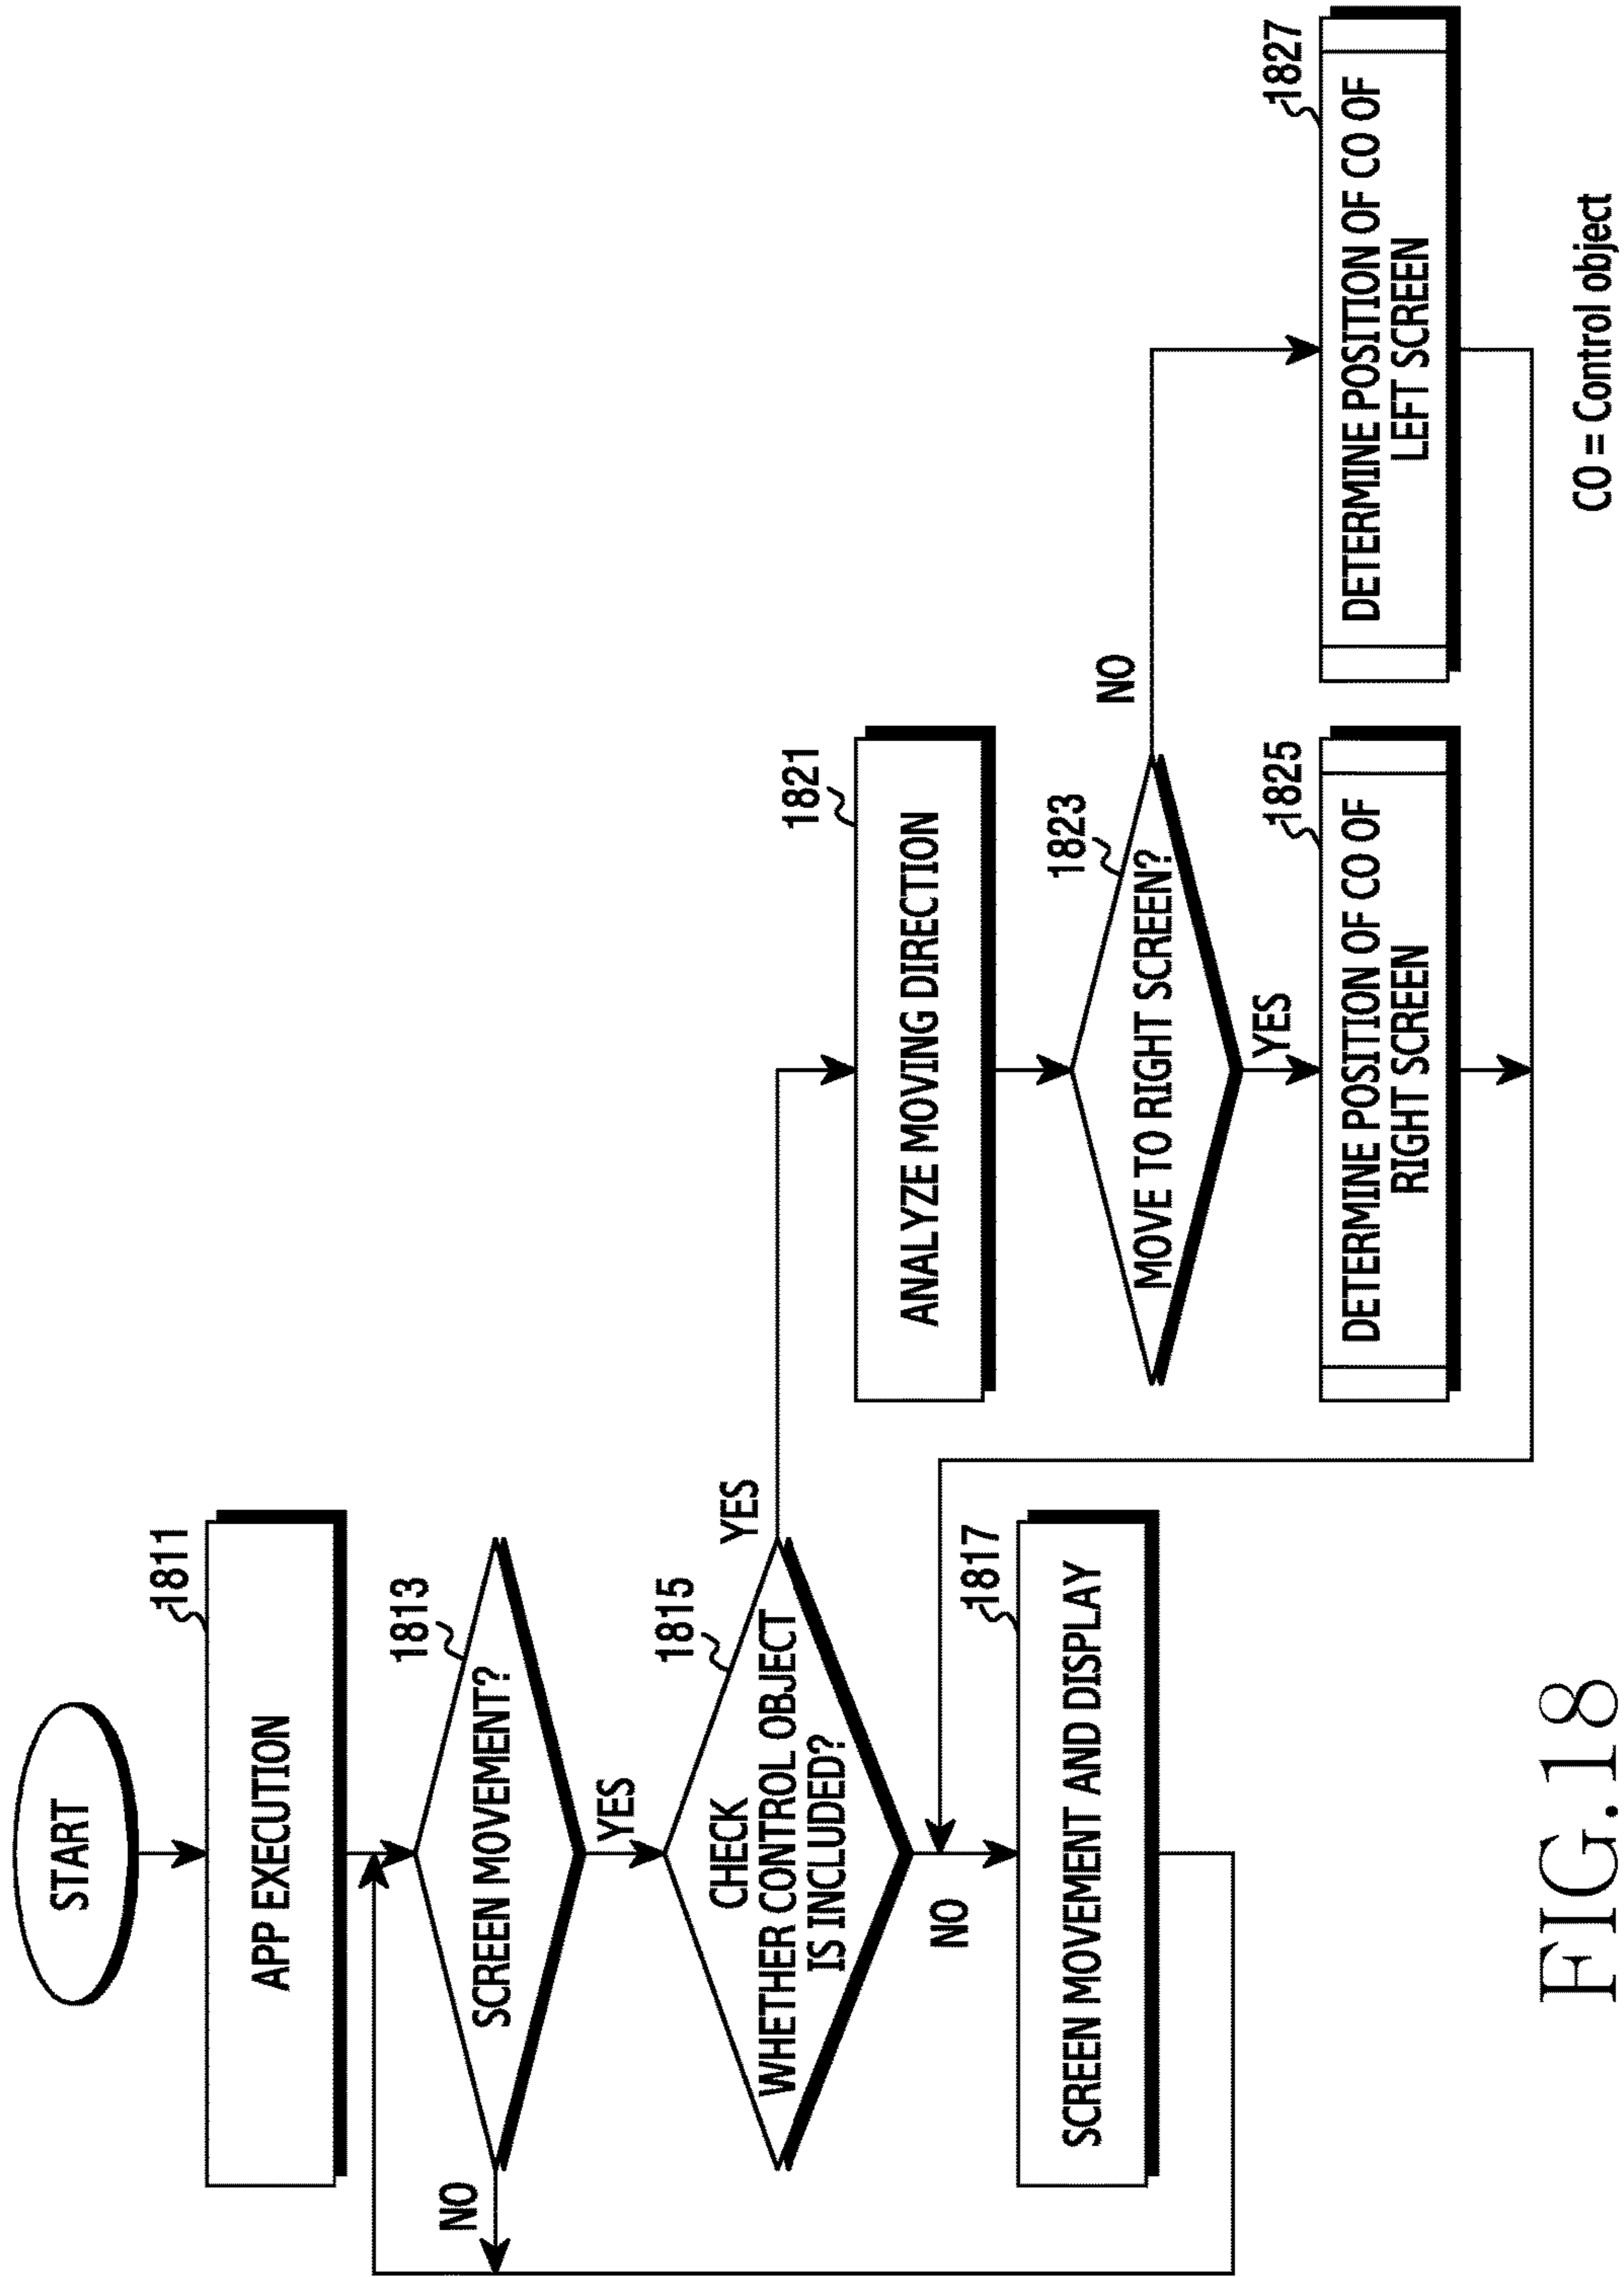 START
1811
APP EXECUTION
1813
SCREEN MOVEMENT?
NO
YES
1815
CHECK
WHETHER CONTROL OBJECT
IS INCLUDED?
YES
NO
1817
SCREEN MOVEMENT AND DISPLAY
1821
ANALYZE MOVING DIRECTION
1823
MOVE TO RIGHT SCREEN?
NO
YES
1825
DETERMINE POSITION OF CO OF
RIGHT SCREEN
1827
DETERMINE POSITION OF CO OF
LEFT SCREEN
CO = Control object
FIG.18